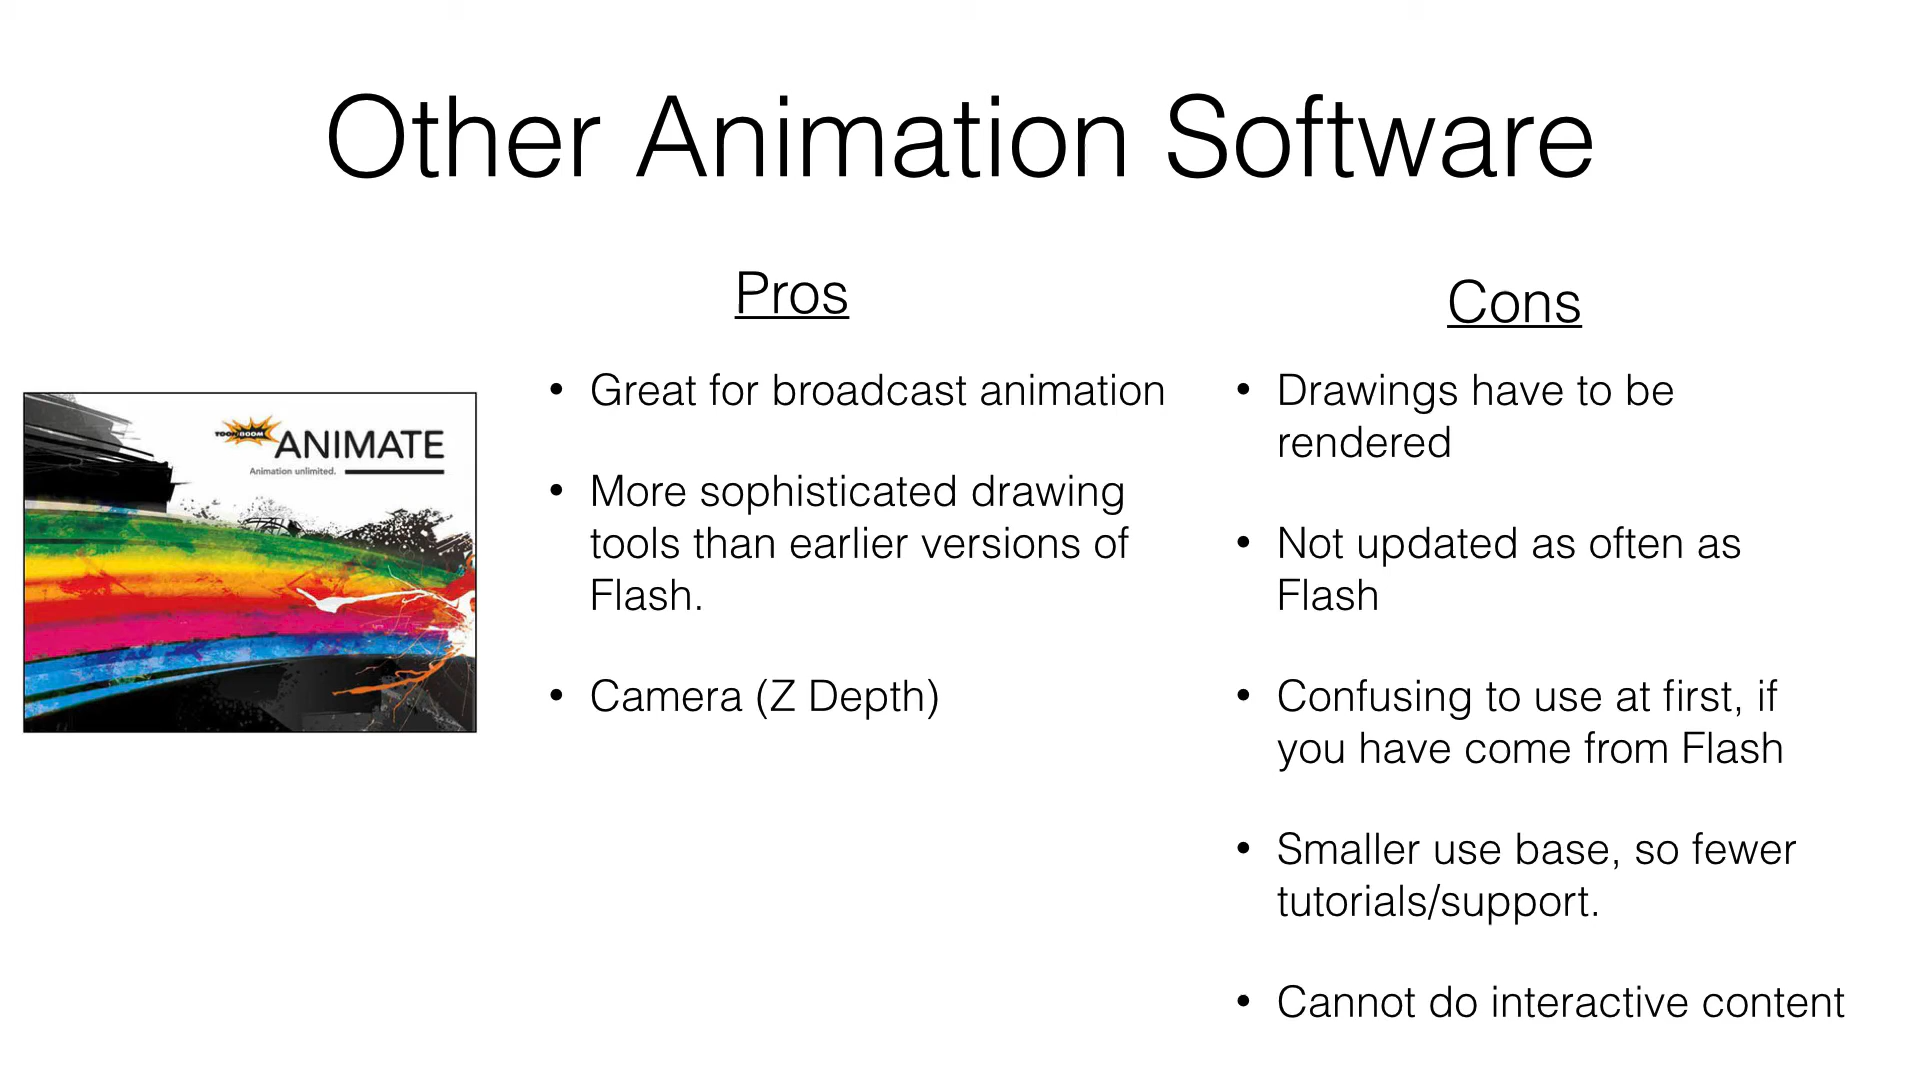 Other Animation Software
TOON BOOM ANIMATE
Animation unlimited.
Pros
• Great for broadcast animation
• More sophisticated drawing
tools than earlier versions of
Flash.
• Camera (Z Depth)
Cons
• Drawings have to be
rendered
• Not updated as often as
Flash
• Confusing to use at first, if
you have come from Flash
• Smaller use base, so fewer
tutorials/support.
• Cannot do interactive content